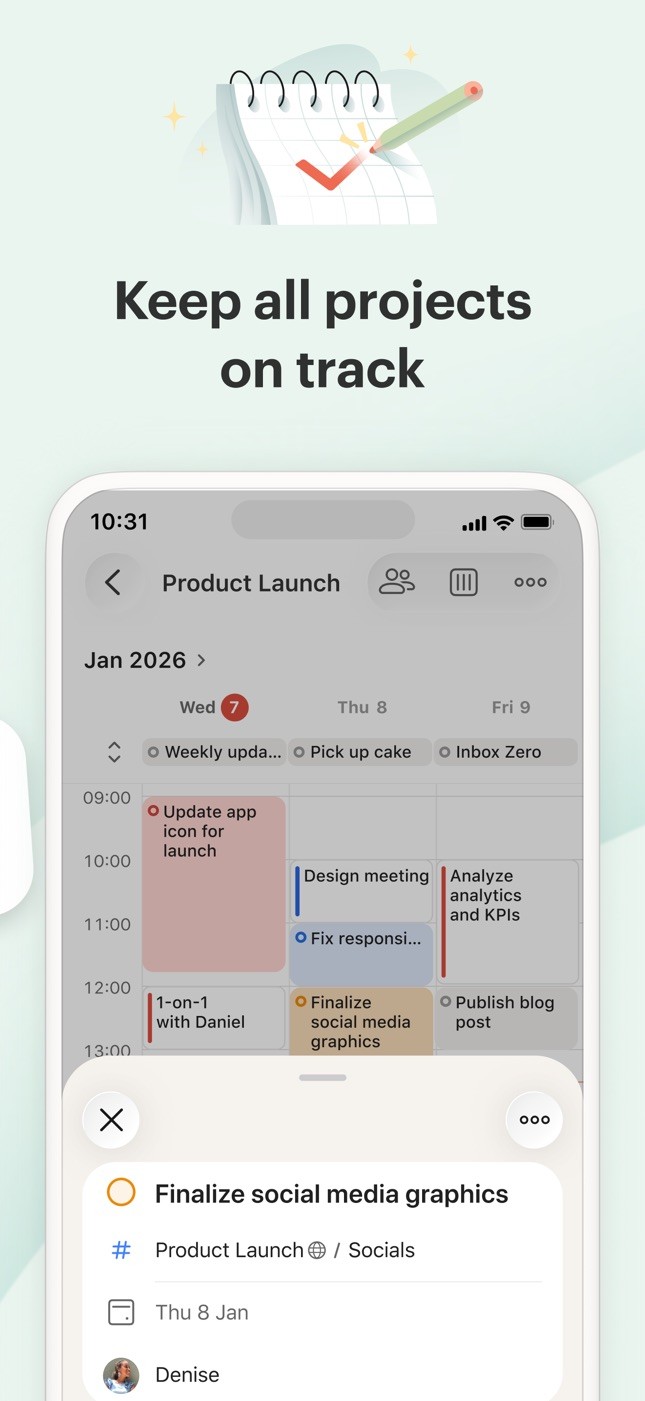 Keep all projects
on track
10:31
Product Launch
Jan 2026
Wed 7
Thu 8
Fri 9
Weekly upda...
Pick up cake
Inbox Zero
09:00
Update app
icon for
launch
10:00
Design meeting
Analyze
analytics
and KPIs
11:00
Fix responsi...
12:00
1-on-1
with Daniel
Finalize
social media
graphics
Publish blog
post
13:00
Finalize social media graphics
# Product Launch / Socials
Thu 8 Jan
Denise